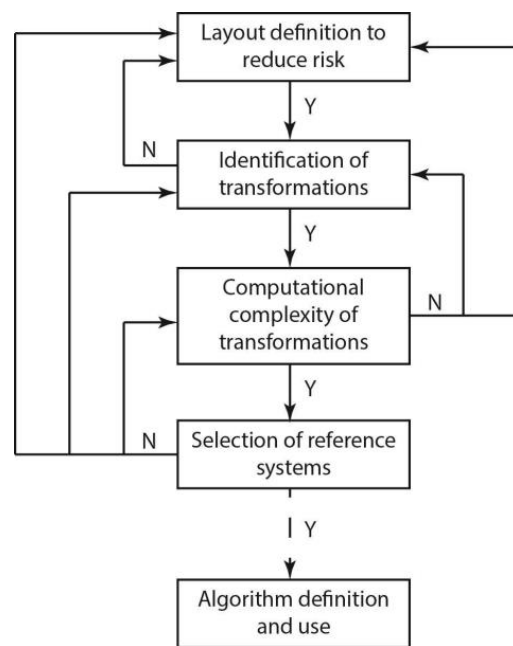 Layout definition to
reduce risk
Y
N
Identification of
transformations
Y
Computational
complexity of
transformations
N
Y
N
Selection of reference
systems
Y
Algorithm definition
and use